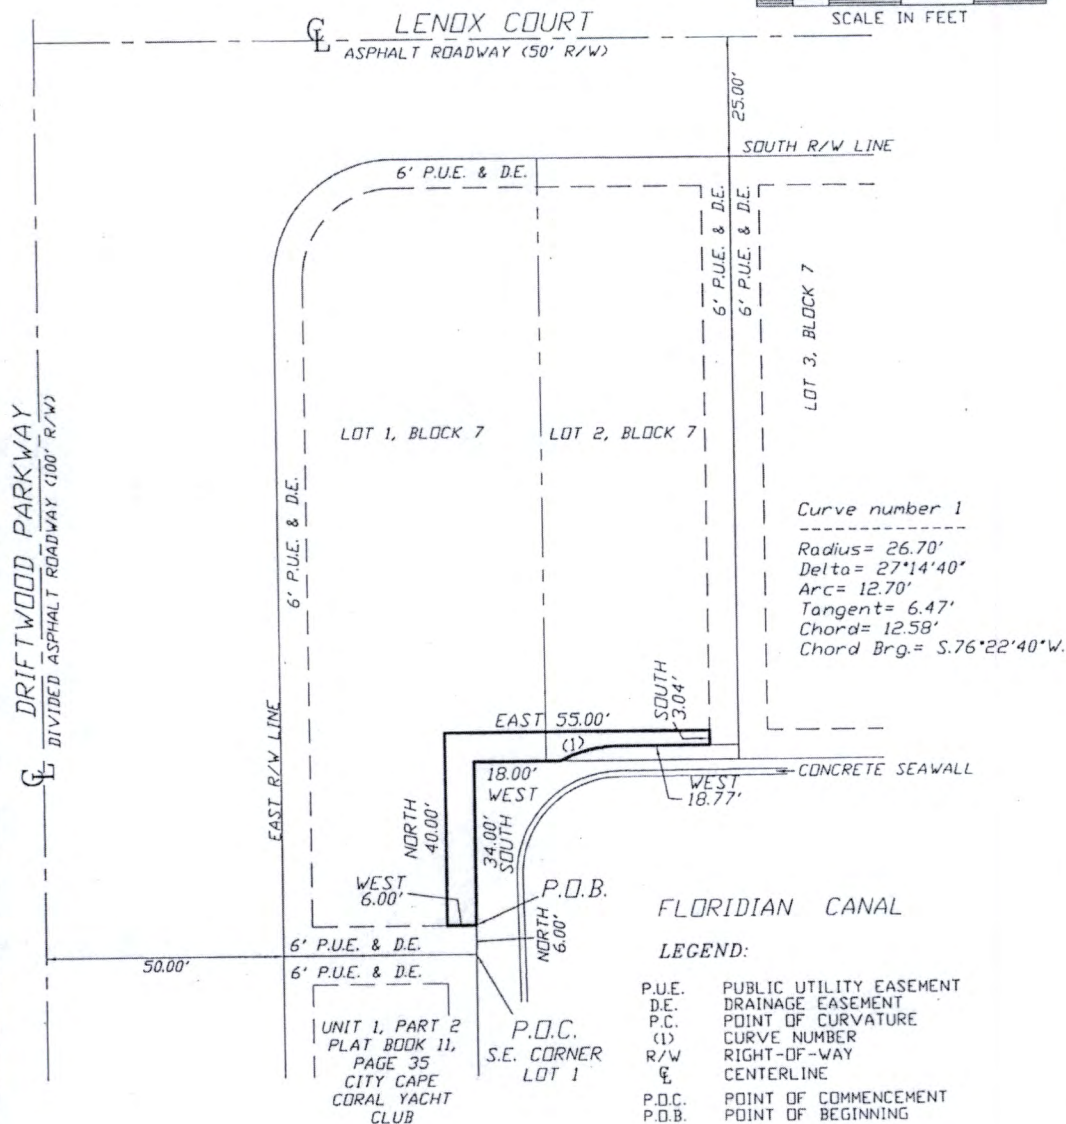 SCALE IN FEET
LENOX COURT
ASPHALT ROADWAY (50' R/W)
25.00'
SOUTH R/W LINE
6' P.U.E. & D.E.
6' P.U.E. & D.E.
6' P.U.E. & D.E.
LOT 3, BLOCK 7
DRIFTWOOD PARKWAY
DIVIDED ASPHALT ROADWAY (100' R/W)
LOT 1, BLOCK 7
LOT 2, BLOCK 7
6' P.U.E. & D.E.
EAST R/W LINE
Curve number 1
Radius= 26.70'
Delta= 27°14'40"
Arc= 12.70'
Tangent= 6.47'
Chord= 12.58'
Chord Brg.= S.76°22'40"W.
EAST 55.00'
SOUTH
3.04'
(1)
18.00'
WEST
WEST
18.77'
CONCRETE SEAWALL
NORTH
40.00'
34.00'
SOUTH
WEST
6.00'
P.O.B.
NORTH
6.00'
6' P.U.E. & D.E.
6' P.U.E. & D.E.
50.00'
P.O.C.
S.E. CORNER
LOT 1
UNIT 1, PART 2
PLAT BOOK 11,
PAGE 35
CITY CAPE
CORAL YACHT
CLUB
FLORIDIAN CANAL
LEGEND:
P.U.E. PUBLIC UTILITY EASEMENT
D.E. DRAINAGE EASEMENT
P.C. POINT OF CURVATURE
(1) CURVE NUMBER
R/W RIGHT-OF-WAY
℄ CENTERLINE
P.O.C. POINT OF COMMENCEMENT
P.O.B. POINT OF BEGINNING